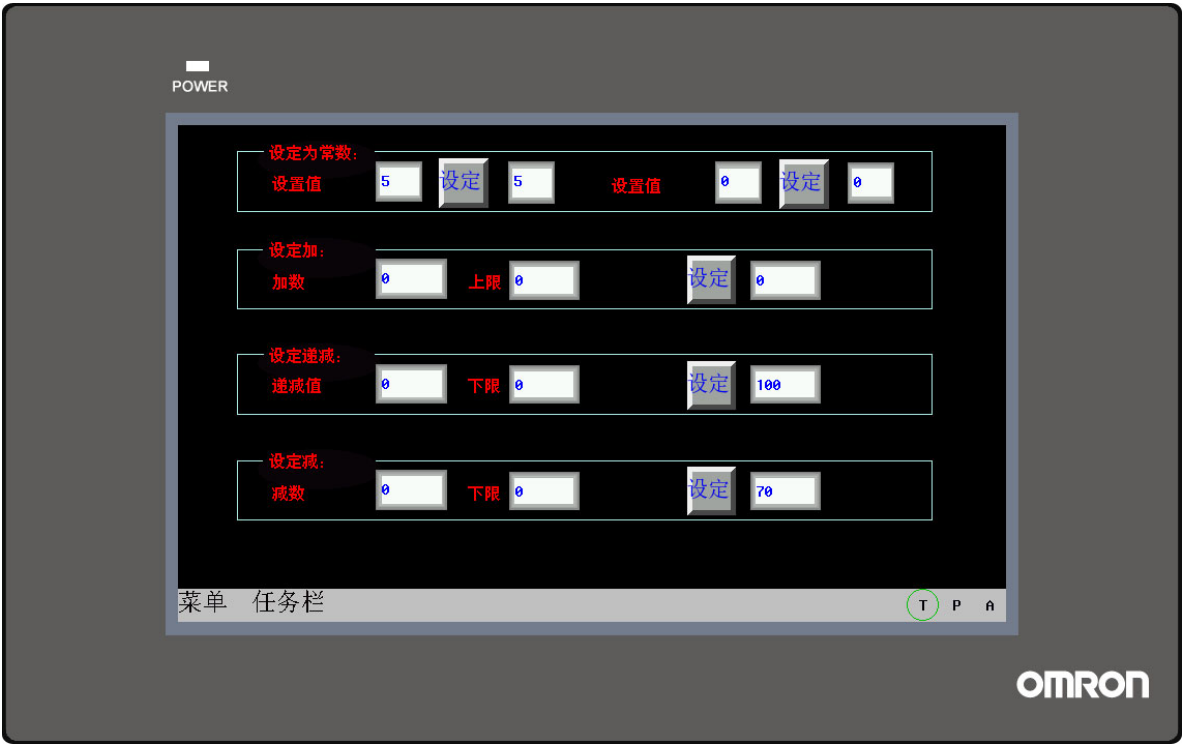 POWER
设定为常数:
设置值 5 设定 5 设置值 0 设定 0
设定加:
加数 0 上限 0 设定 0
设定递减:
递减值 0 下限 0 设定 100
设定减:
减数 0 下限 0 设定 70
菜单 任务栏 T P A
OMRON